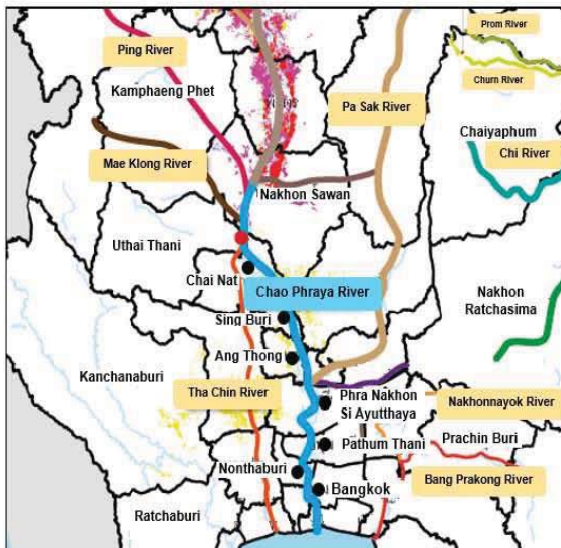 Prom River
Ping River
Churn River
Kamphaeng Phet
Pa Sak River
Chaiyaphum
Chi River
Mae Klong River
Nakhon Sawan
Uthai Thani
Chai Nat
Chao Phraya River
Nakhon
Ratchasima
Sing Buri
Ang Thong
Kanchanaburi
Tha Chin River
Phra Nakhon
Si Ayutthaya
Nakhonnayok River
Pathum Thani
Prachin Buri
Nonthaburi
Bang Prakong River
Bangkok
Ratchaburi